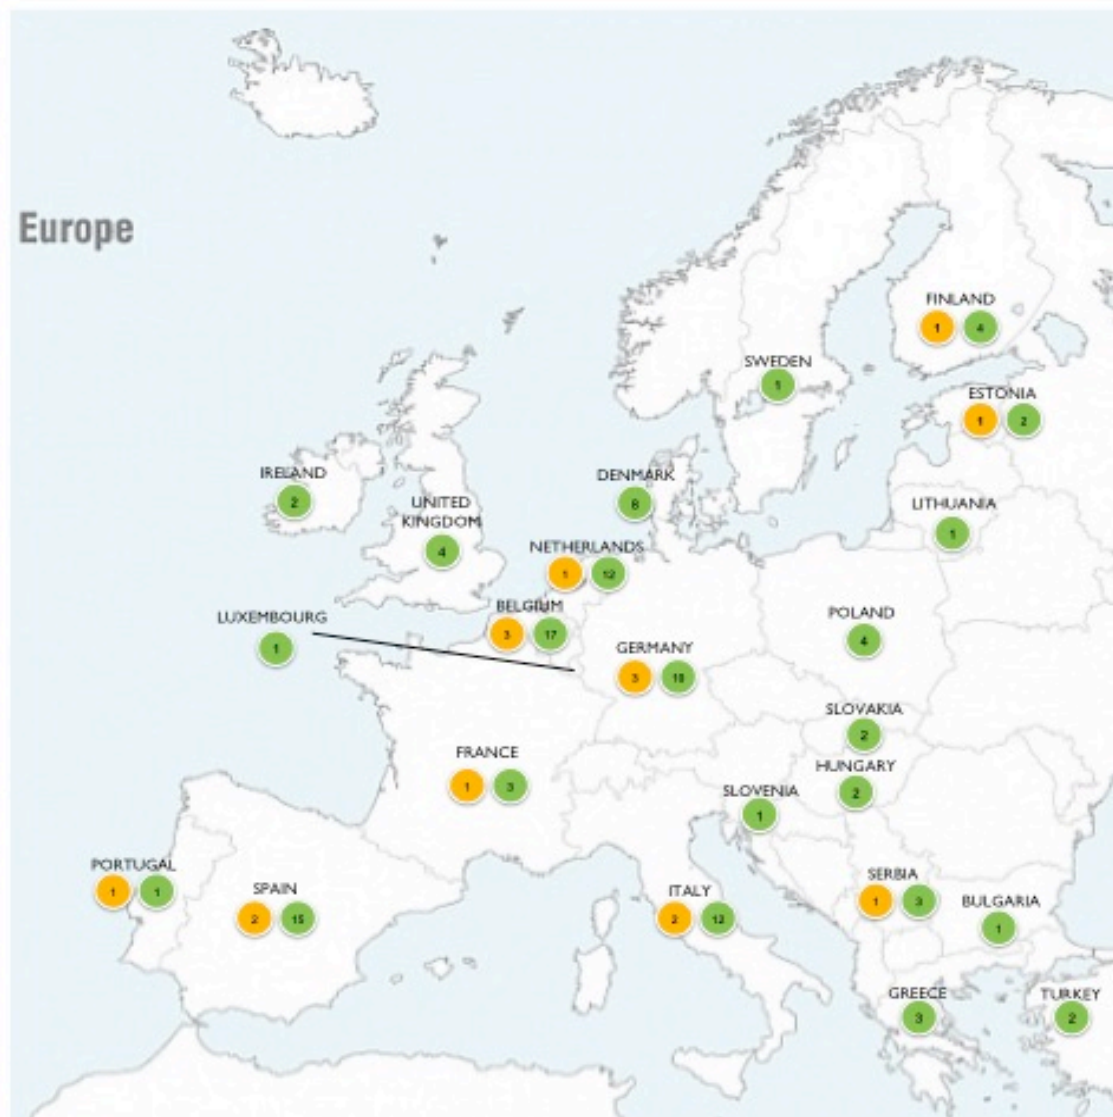 Europe
FINLAND
1 4
SWEDEN
1
ESTONIA
1 2
IRELAND
2
DENMARK
8
UNITED
KINGDOM
4
LITHUANIA
1
NETHERLANDS
1 12
BELGIUM
3 17
LUXEMBOURG
1
POLAND
4
GERMANY
3
SLOVAKIA
2
FRANCE
1 3
HUNGARY
2
SLOVENIA
1
PORTUGAL
1 1
SPAIN
2 15
ITALY
2 12
SERBIA
1 3
BULGARIA
1
GREECE
3
TURKEY
2